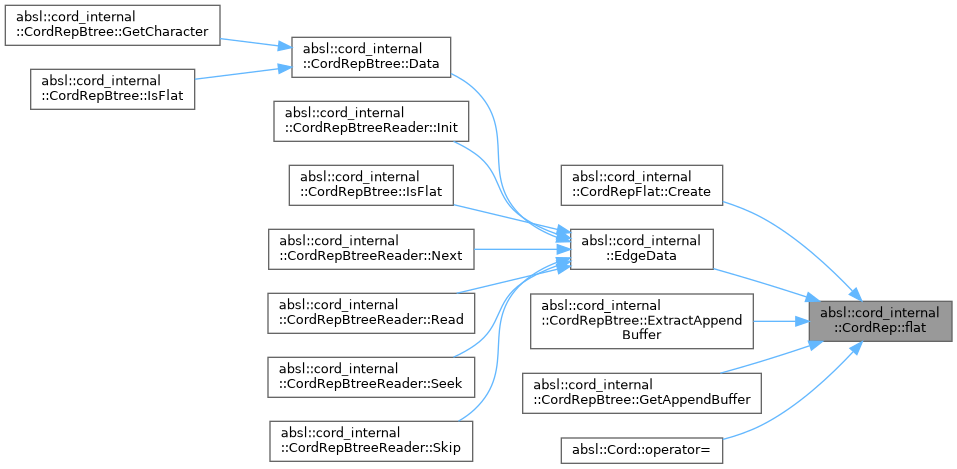 absl::cord_internal
::CordRepBtree::GetCharacter
absl::cord_internal
::CordRepBtree::IsFlat
absl::cord_internal
::CordRepBtree::Data
absl::cord_internal
::CordRepBtreeReader::Init
absl::cord_internal
::CordRepBtree::IsFlat
absl::cord_internal
::CordRepBtreeReader::Next
absl::cord_internal
::CordRepBtreeReader::Read
absl::cord_internal
::CordRepBtreeReader::Seek
absl::cord_internal
::CordRepBtreeReader::Skip
absl::cord_internal
::CordRepFlat::Create
absl::cord_internal
::EdgeData
absl::cord_internal
::CordRepBtree::ExtractAppend
Buffer
absl::cord_internal
::CordRepBtree::GetAppendBuffer
absl::Cord::operator=
absl::cord_internal
::CordRep::flat